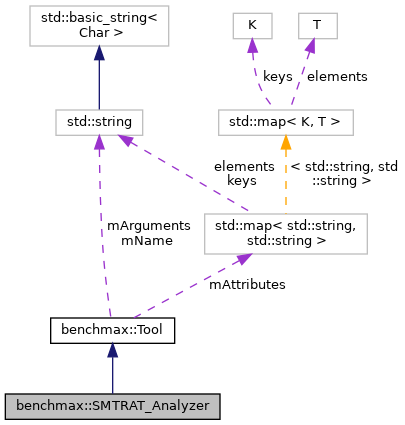 std::basic_string<
Char >
K
T
keys
elements
std::string
std::map< K, T >
elements
keys
< std::string, std
::string >
mArguments
mName
std::map< std::string,
std::string >
mAttributes
benchmax::Tool
benchmax::SMTRAT_Analyzer